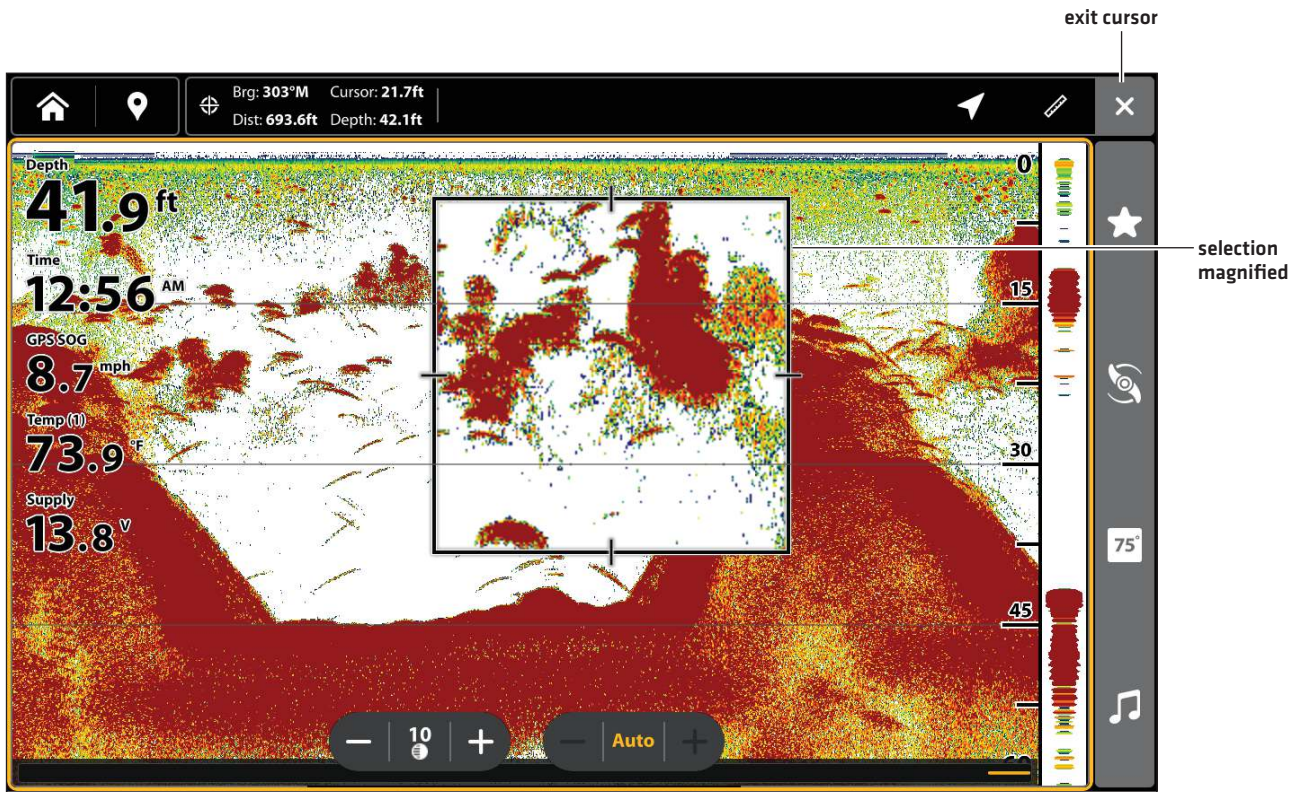 exit cursor
Brg: 303°M Cursor: 21.7ft
Dist: 693.6ft Depth: 42.1ft
Depth
41.9 ft
0
Time
12:56 AM
selection
magnified
15
GPS SOG
8.7 mph
Temp (1)
73.9 °F
30
Supply
13.8 V
75°
45
10
Auto
60